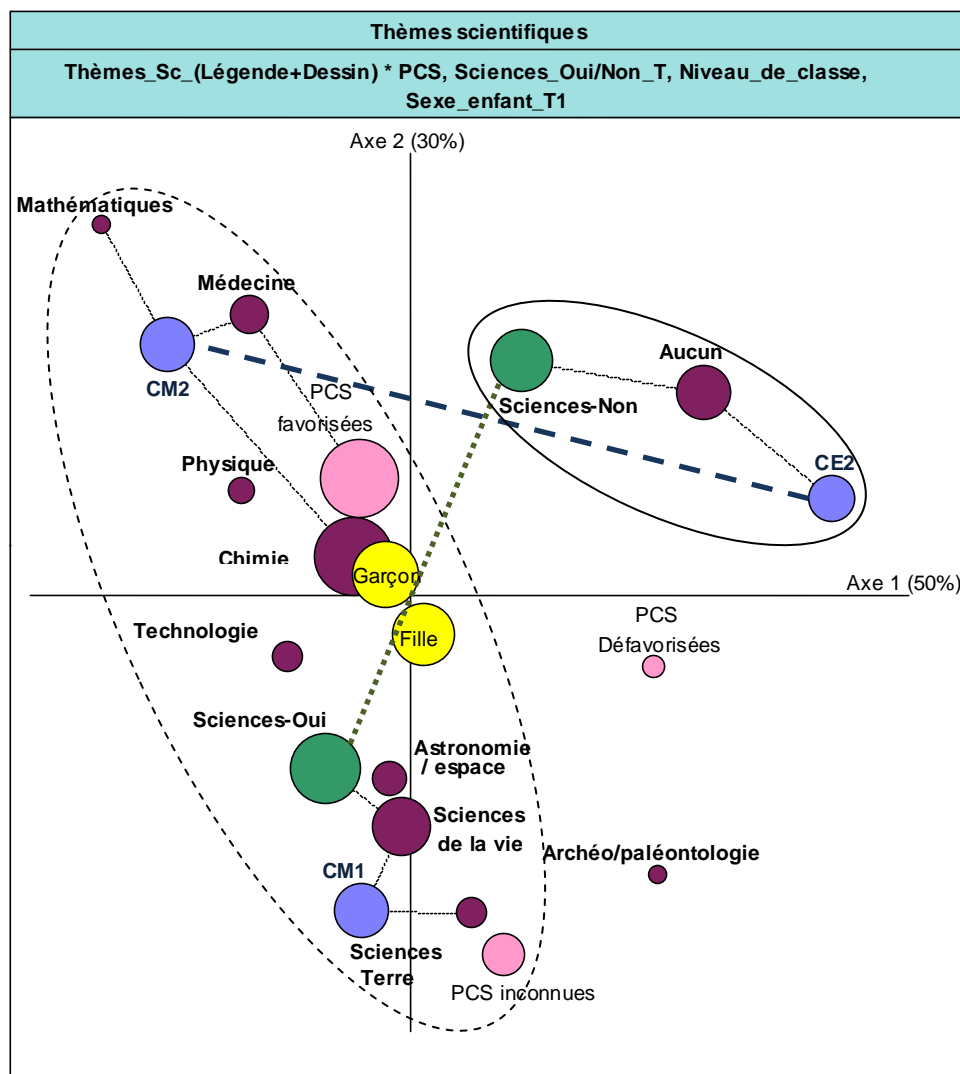 Thèmes scientifiques
Thèmes_Sc_(Légende+Dessin) * PCS, Sciences_Oui/Non_T, Niveau_de_classe,
Sexe_enfant_T1
Axe 2 (30%)
Mathématiques
Médecine
Aucun
CM2
PCS
favorisées
Sciences-Non
CE2
Physique
Chimie
Garçon
Axe 1 (50%)
Technologie
Fille
PCS
Défavorisées
Sciences-Oui
Astronomie
/ espace
Sciences
de la vie
Archéo/paléontologie
CM1
Sciences
Terre
PCS inconnues